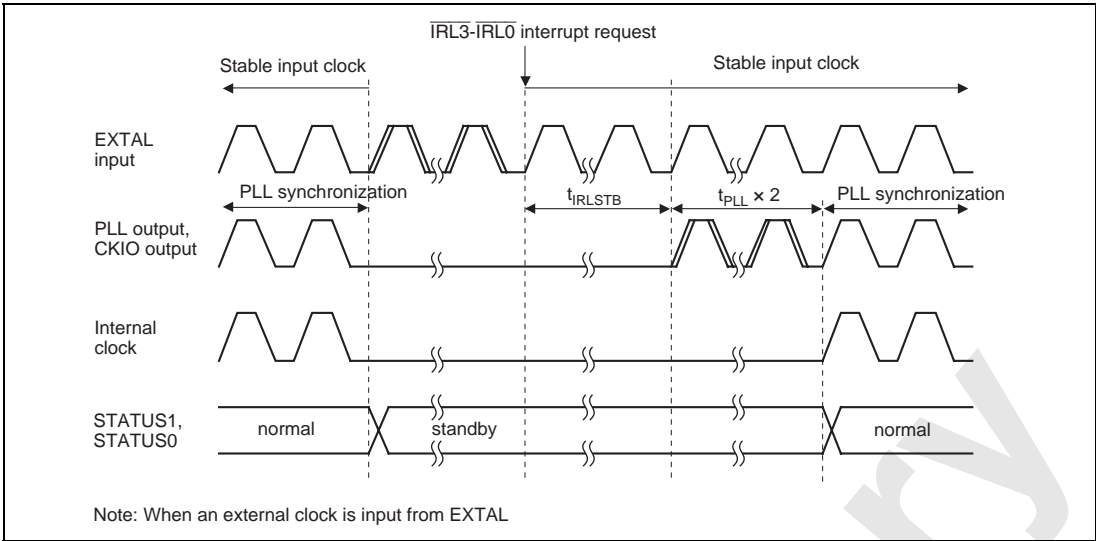 IRL3-IRL0 interrupt request
Stable input clock
Stable input clock
EXTAL
input
PLL synchronization
tIRLSTB
tPLL × 2
PLL synchronization
PLL output,
CKIO output
Internal
clock
STATUS1,
STATUS0
normal
standby
normal
Note: When an external clock is input from EXTAL